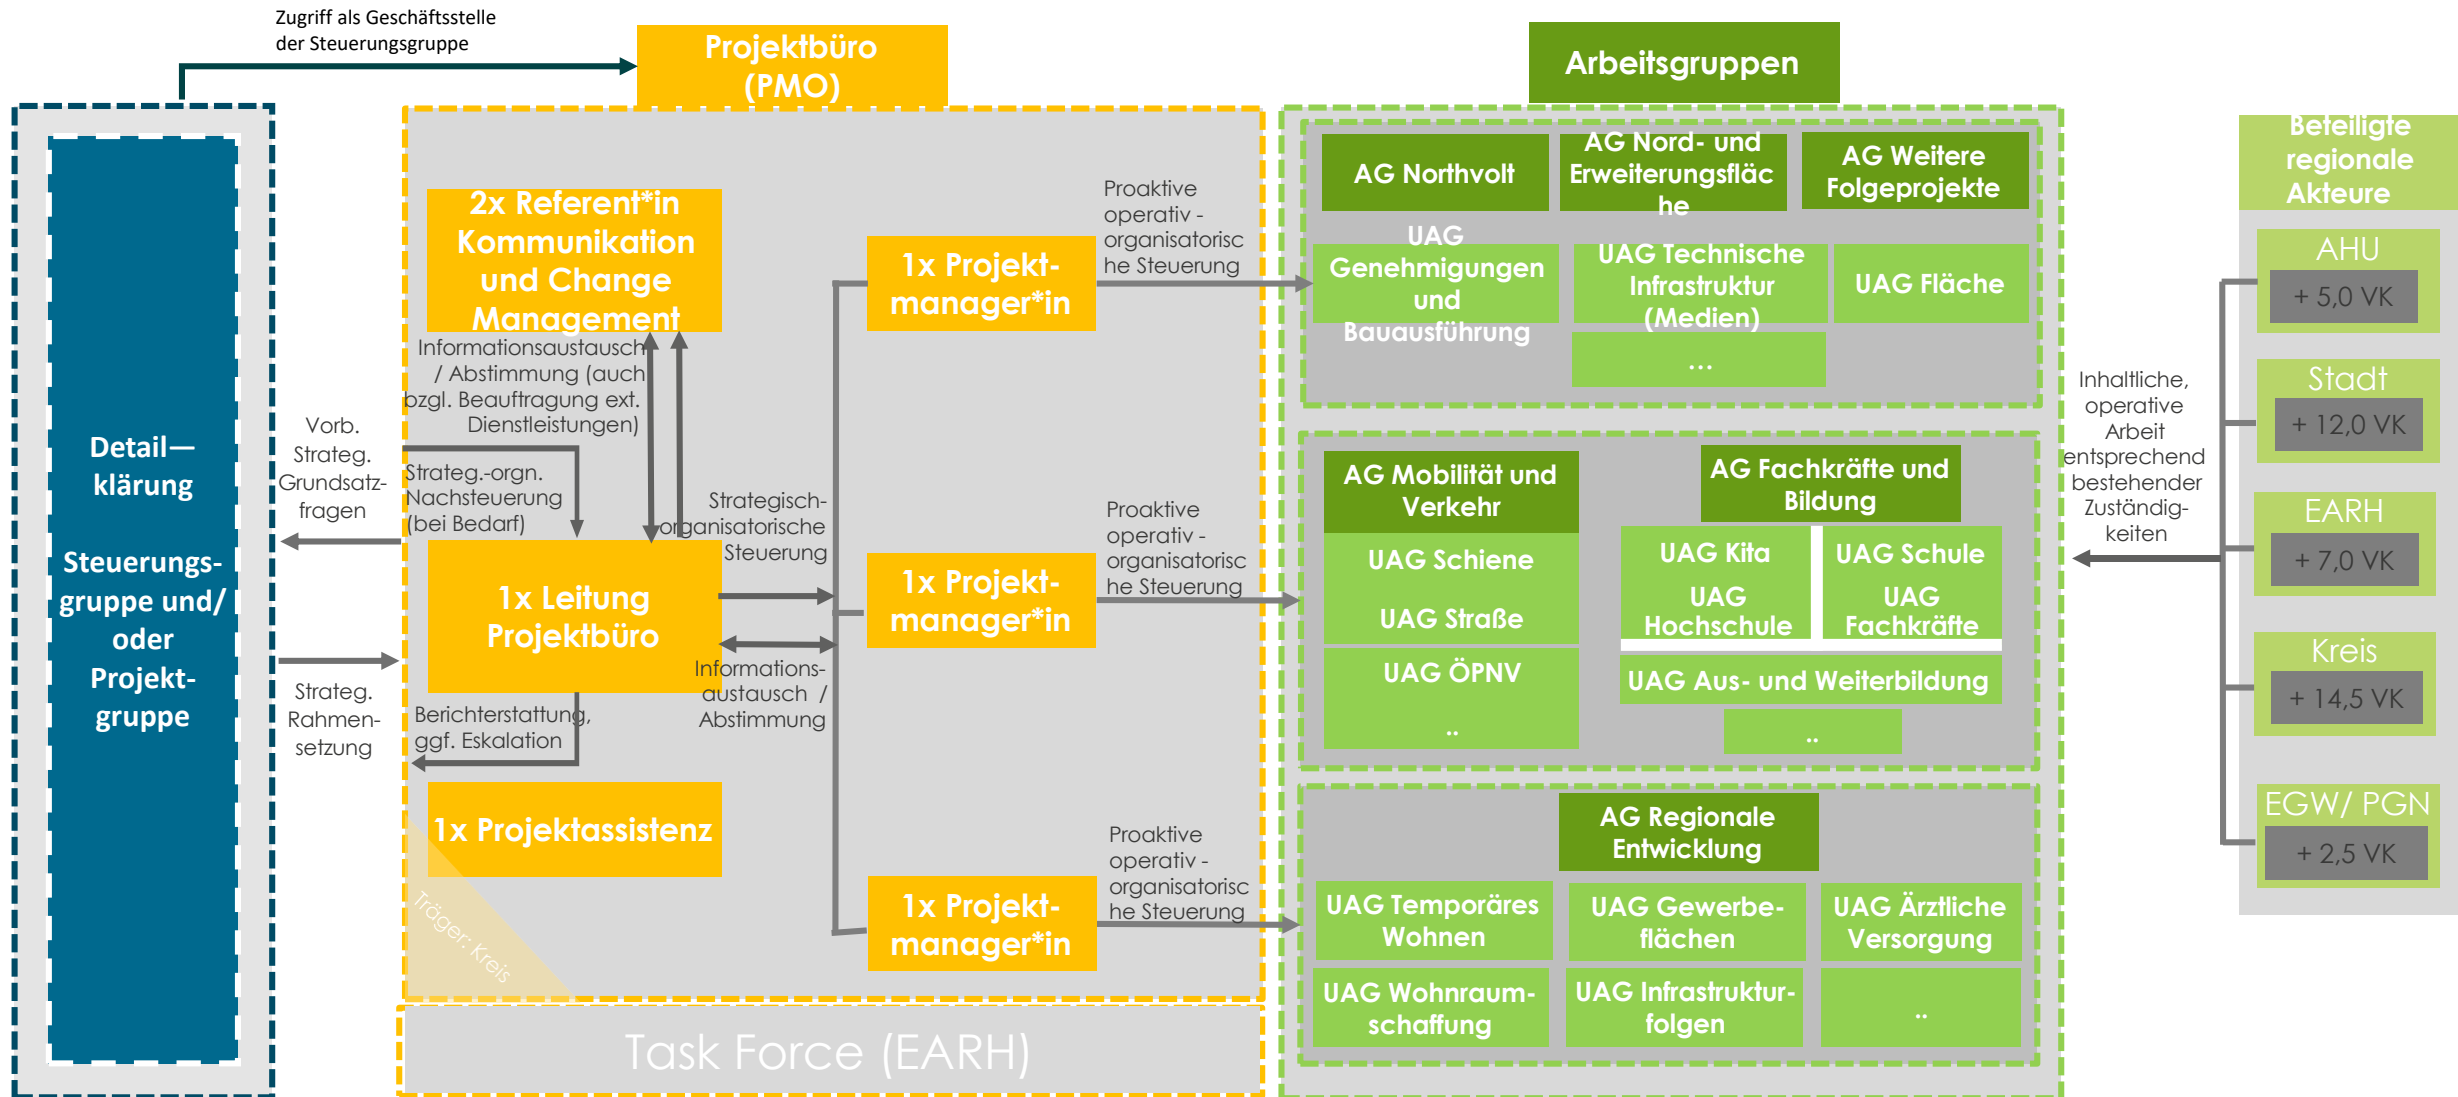 Zugriff als Geschäftsstelle
der Steuerungsgruppe
Projektbüro
(PMO)
Arbeitsgruppen
Detail—
klärung
Steuerungs-
gruppe und/
oder
Projekt-
gruppe
Vorb.
Strateg.
Grundsatz-
fragen
Strateg.
Rahmen-
setzung
2x Referent*in
Kommunikation
und Change
Management
Informationsaustausch
/ Abstimmung (auch
bzgl. Beauftragung ext.
Dienstleistungen)
Strateg.-orgn.
Nachsteuerung
(bei Bedarf)
1x Leitung
Projektbüro
Strategisch-
organisatorische
Steuerung
Informations-
austausch /
Abstimmung
Berichterstattung,
ggf. Eskalation
1x Projektassistenz
Träger: Kreis
Task Force (EARH)
1x Projekt-
manager*in
1x Projekt-
manager*in
1x Projekt-
manager*in
Proaktive
operativ -
organisatorisc
he Steuerung
Proaktive
operativ -
organisatorisc
he Steuerung
Proaktive
operativ -
organisatorisc
he Steuerung
AG Northvolt
AG Nord- und
Erweiterungsfläc
he
AG Weitere
Folgeprojekte
UAG
Genehmigungen
und
Bauausführung
UAG Technische
Infrastruktur
(Medien)
UAG Fläche
...
AG Mobilität und
Verkehr
UAG Schiene
UAG Straße
UAG ÖPNV
..
AG Fachkräfte und
Bildung
UAG Kita
UAG
Hochschule
UAG Schule
UAG
Fachkräfte
UAG Aus- und Weiterbildung
..
AG Regionale
Entwicklung
UAG Temporäres
Wohnen
UAG Gewerbe-
flächen
UAG Ärztliche
Versorgung
UAG Wohnraum-
schaffung
UAG Infrastruktur-
folgen
..
Inhaltliche,
operative
Arbeit
entsprechend
bestehender
Zuständig-
keiten
Beteiligte
regionale
Akteure
AHU
+ 5,0 VK
Stadt
+ 12,0 VK
EARH
+ 7,0 VK
Kreis
+ 14,5 VK
EGW/ PGN
+ 2,5 VK